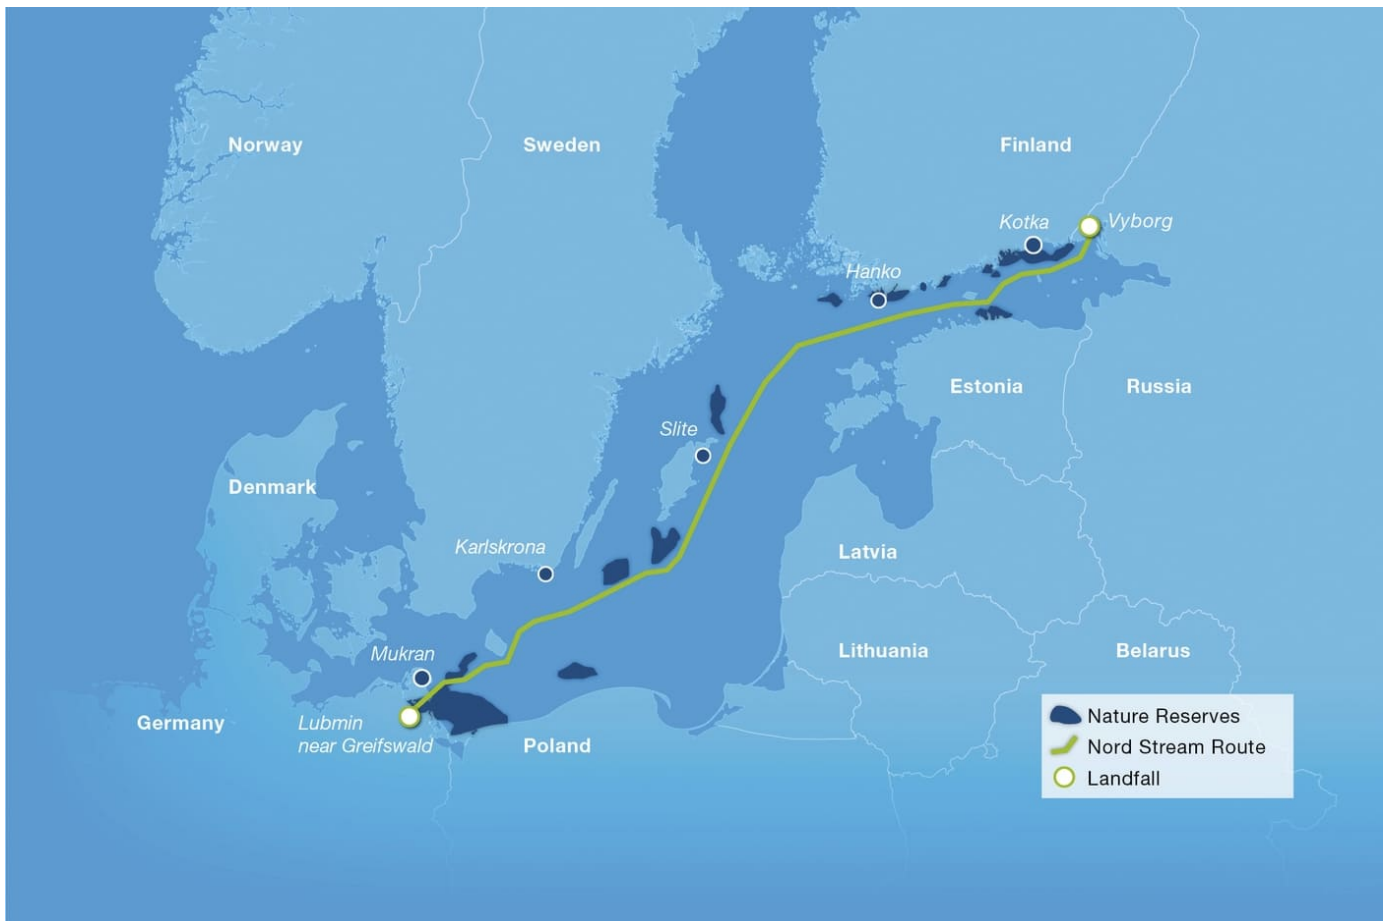 Norway
Sweden
Finland
Kotka
Vyborg
Hanko
Estonia
Russia
Slite
Denmark
Karlskrona
Latvia
Mukran
Lithuania
Belarus
Germany
Lubmin
near Greifswald
Poland
Nature Reserves
Nord Stream Route
Landfall